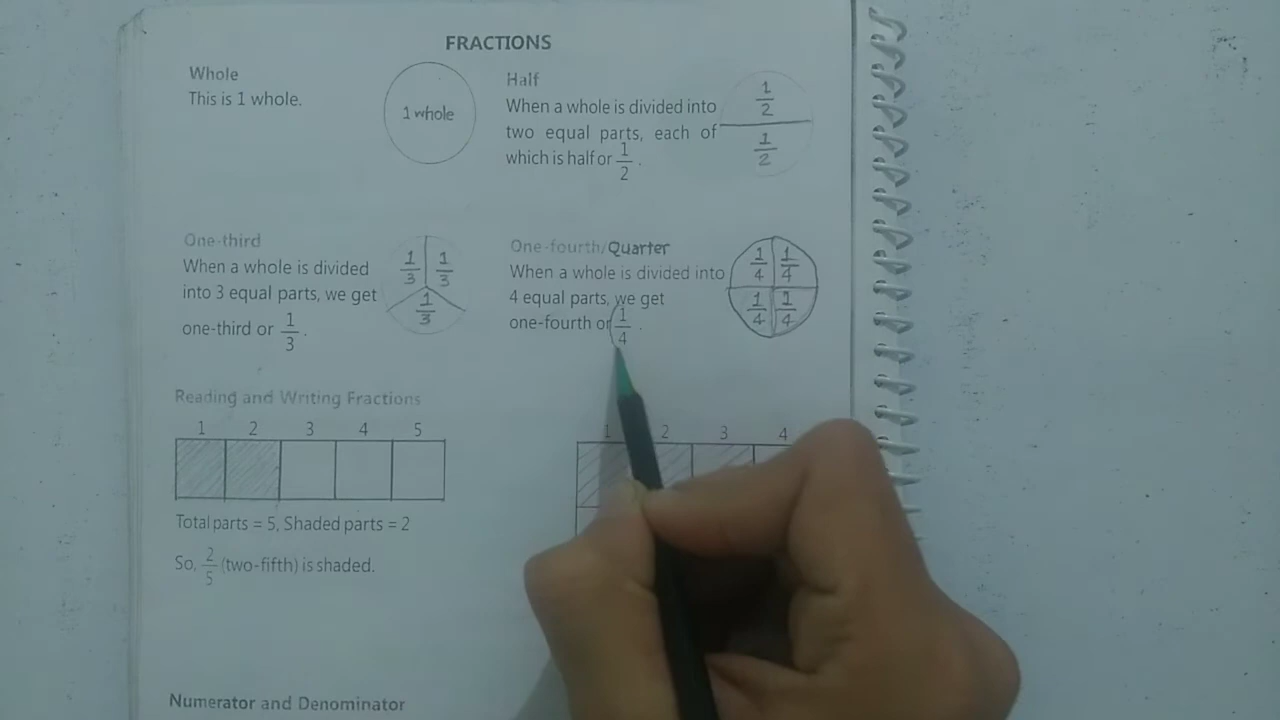 FRACTIONS
Whole
This is 1 whole.
1 whole
Half
When a whole is divided into
two equal parts, each of
which is half or 1/2 .
1/2
1/2
One-third
When a whole is divided
into 3 equal parts, we get
one-third or 1/3 .
1/3 1/3
1/3
One-fourth/Quarter
When a whole is divided into
4 equal parts, we get
one-fourth or 1/4 .
1/4 1/4
1/4 1/4
Reading and Writing Fractions
1 2 3 4 5
Total parts = 5, Shaded parts = 2
So, 2/5 (two-fifth) is shaded.
1 2 3 4
Numerator and Denominator